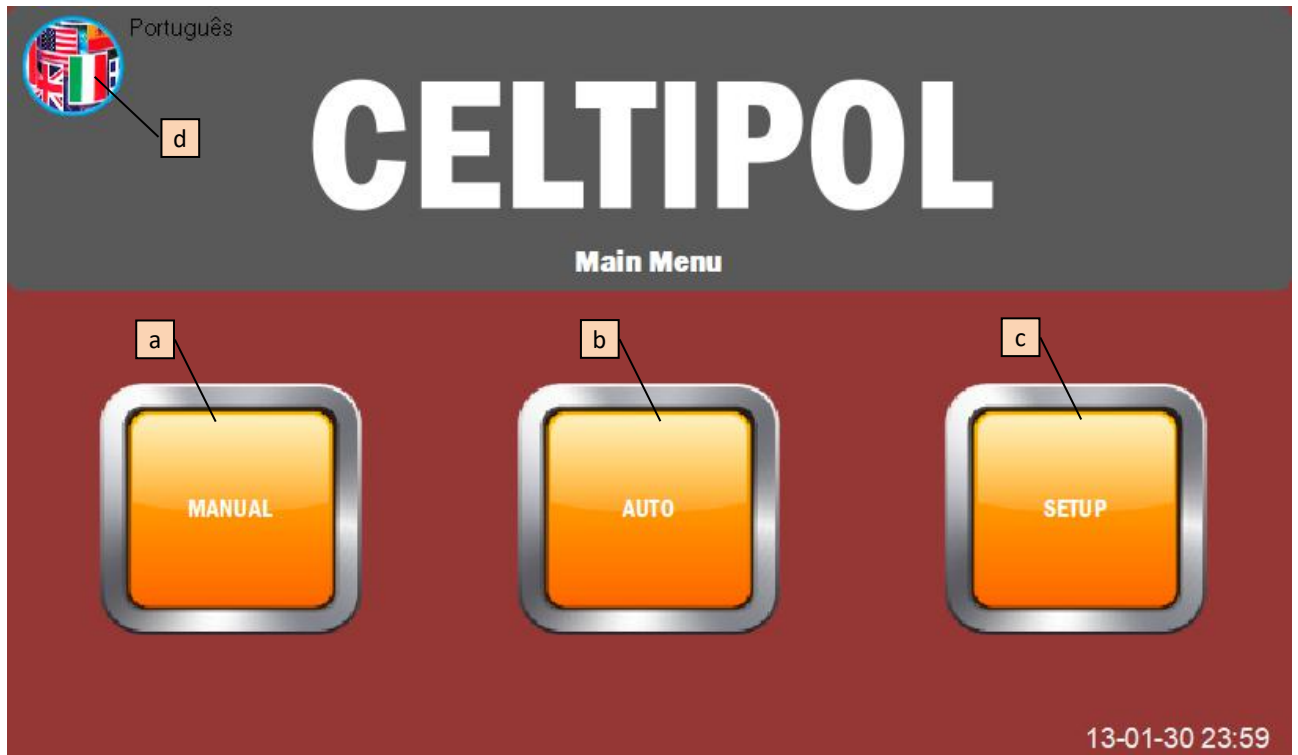 Português
d
CELTIPOL
Main Menu
a
b
c
MANUAL
AUTO
SETUP
13-01-30 23:59